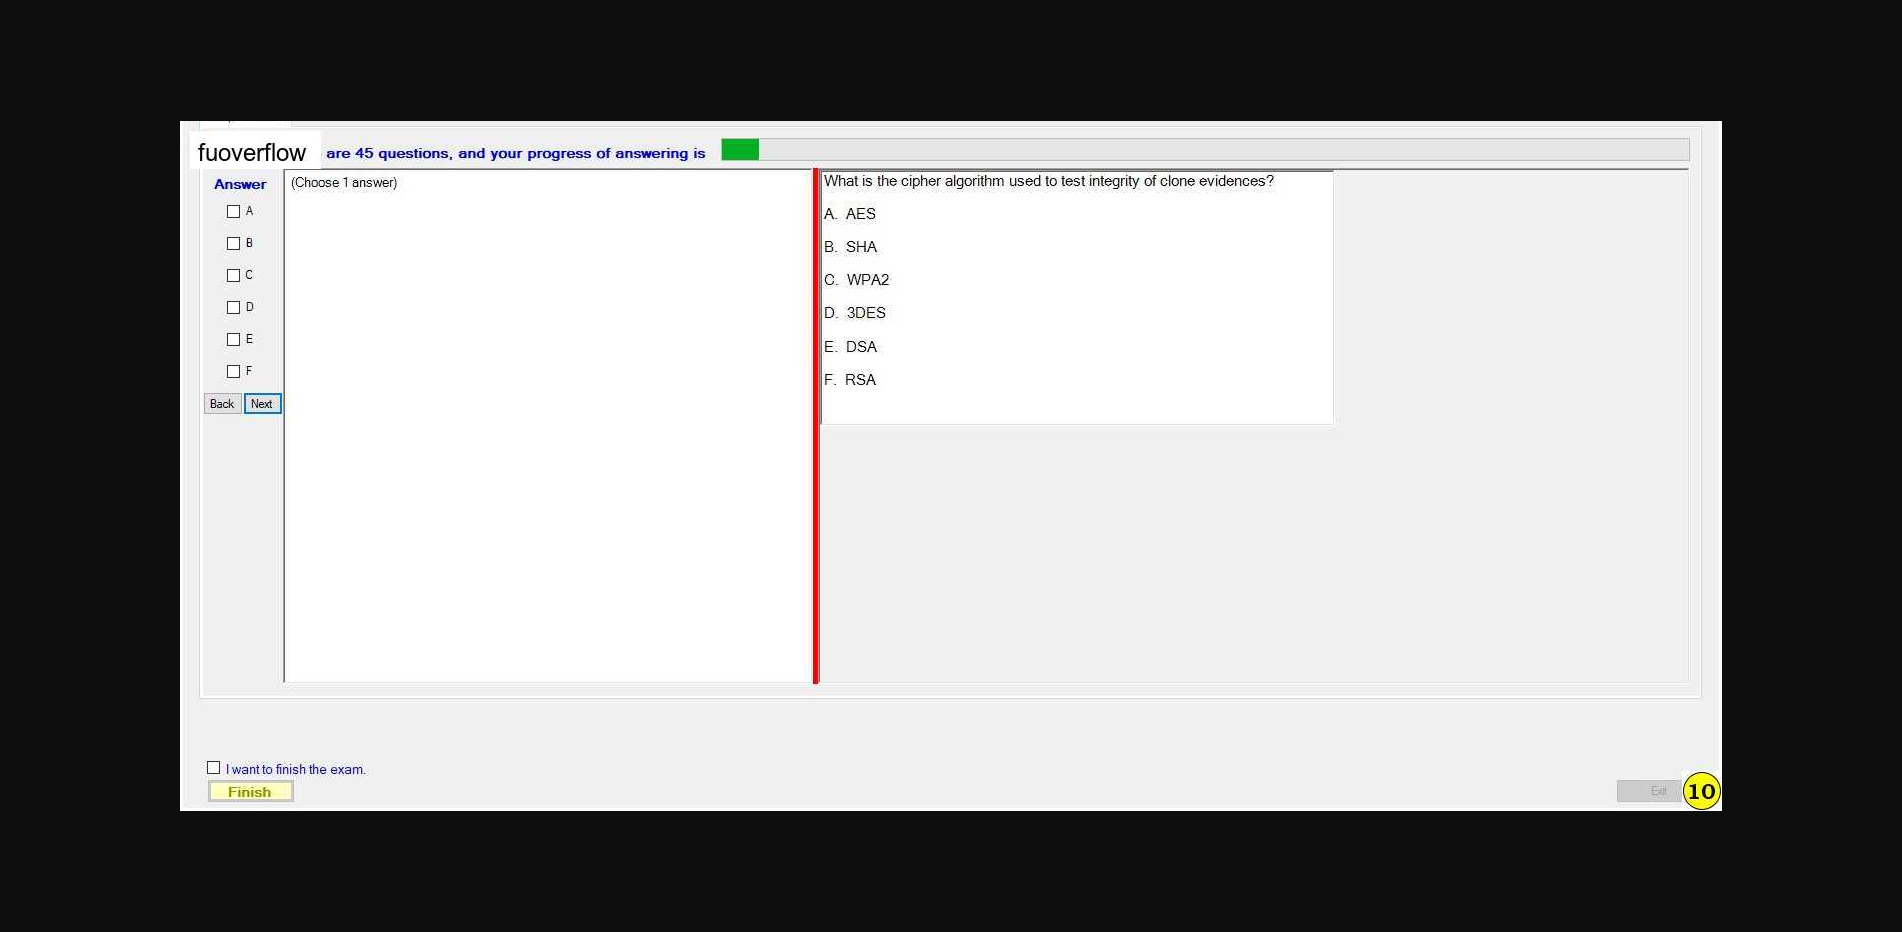 fuoverflow are 45 questions, and your progress of answering is
Answer
(Choose 1 answer)
A
B
C
D
E
F
Back Next
What is the cipher algorithm used to test integrity of clone evidences?
A. AES
B. SHA
C. WPA2
D. 3DES
E. DSA
F. RSA
I want to finish the exam.
Finish
Exit
10